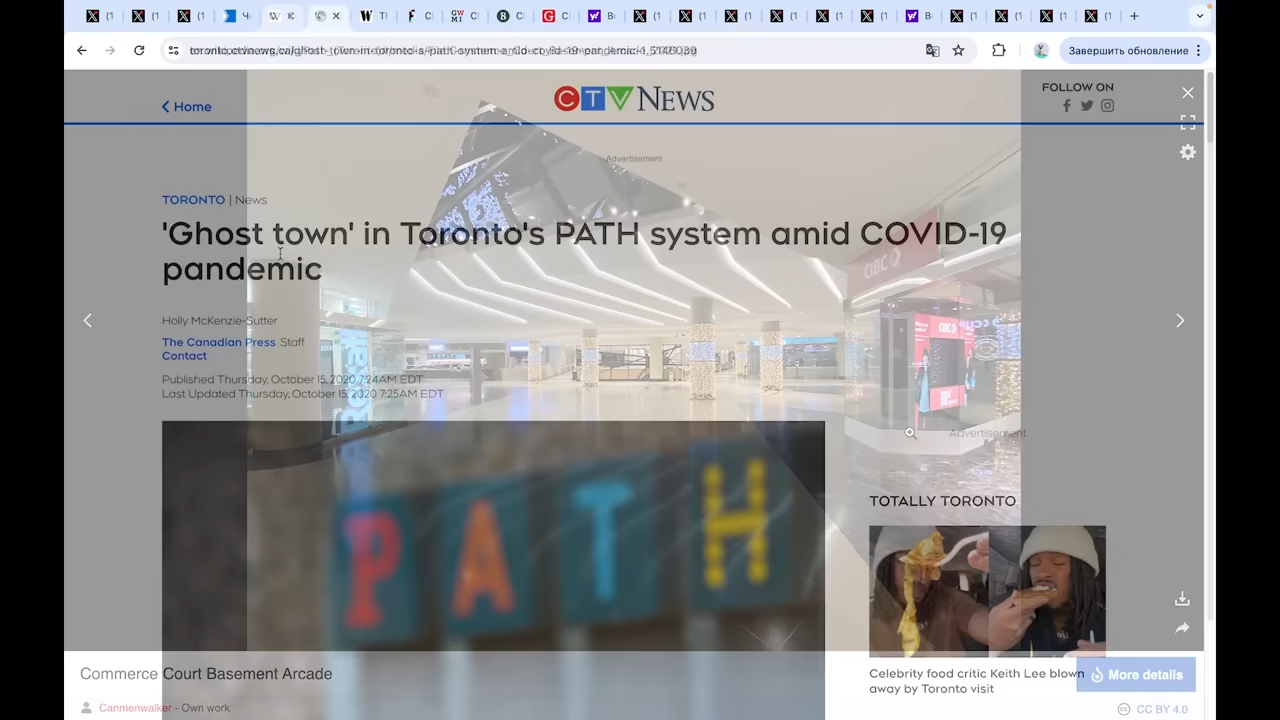 Завершить обновление
Home
CTV NEWS
FOLLOW ON
Advertisement
TORONTO | News
'Ghost town' in Toronto's PATH system amid COVID-19
pandemic
CIBC
Holly McKenzie-Sutter
The Canadian Press Staff
Contact
Published Thursday, October 15, 2020 7:24AM EDT
Last Updated Thursday, October 15, 2020 7:25AM EDT
Advertisement
PATH
TOTALLY TORONTO
Commerce Court Basement Arcade
Celebrity food critic Keith Lee blown
away by Toronto visit
More details
Canmenwalker - Own work
CC BY 4.0